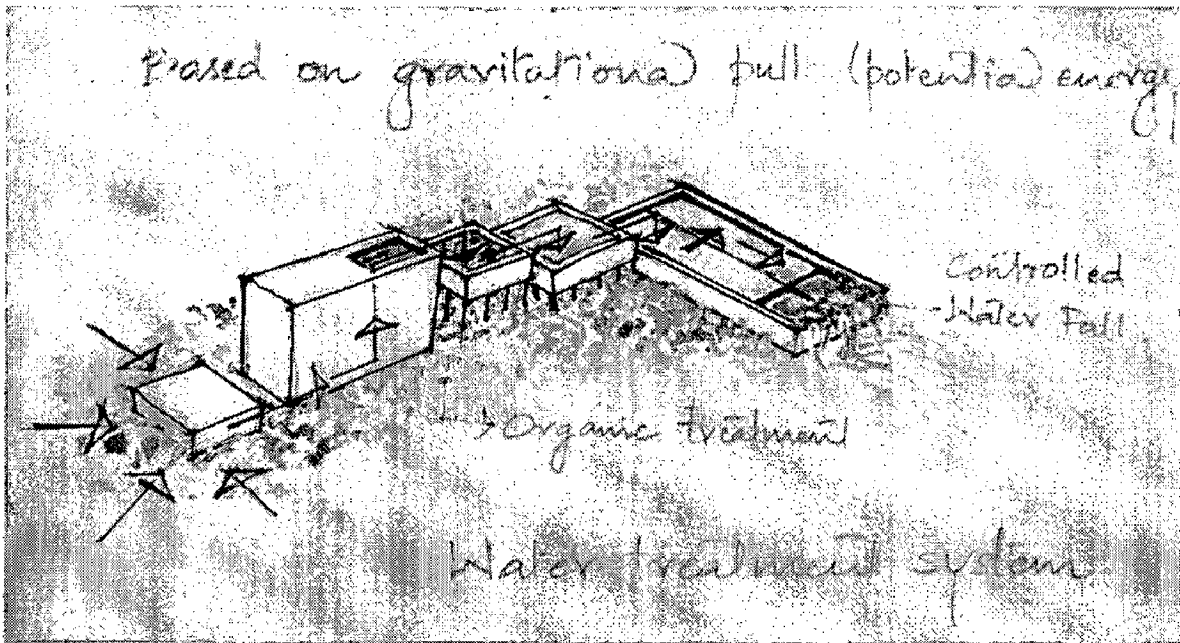 Based on gravitational pull (potential energy
Controlled
Water Fall
Organic treatment
Water treatment system